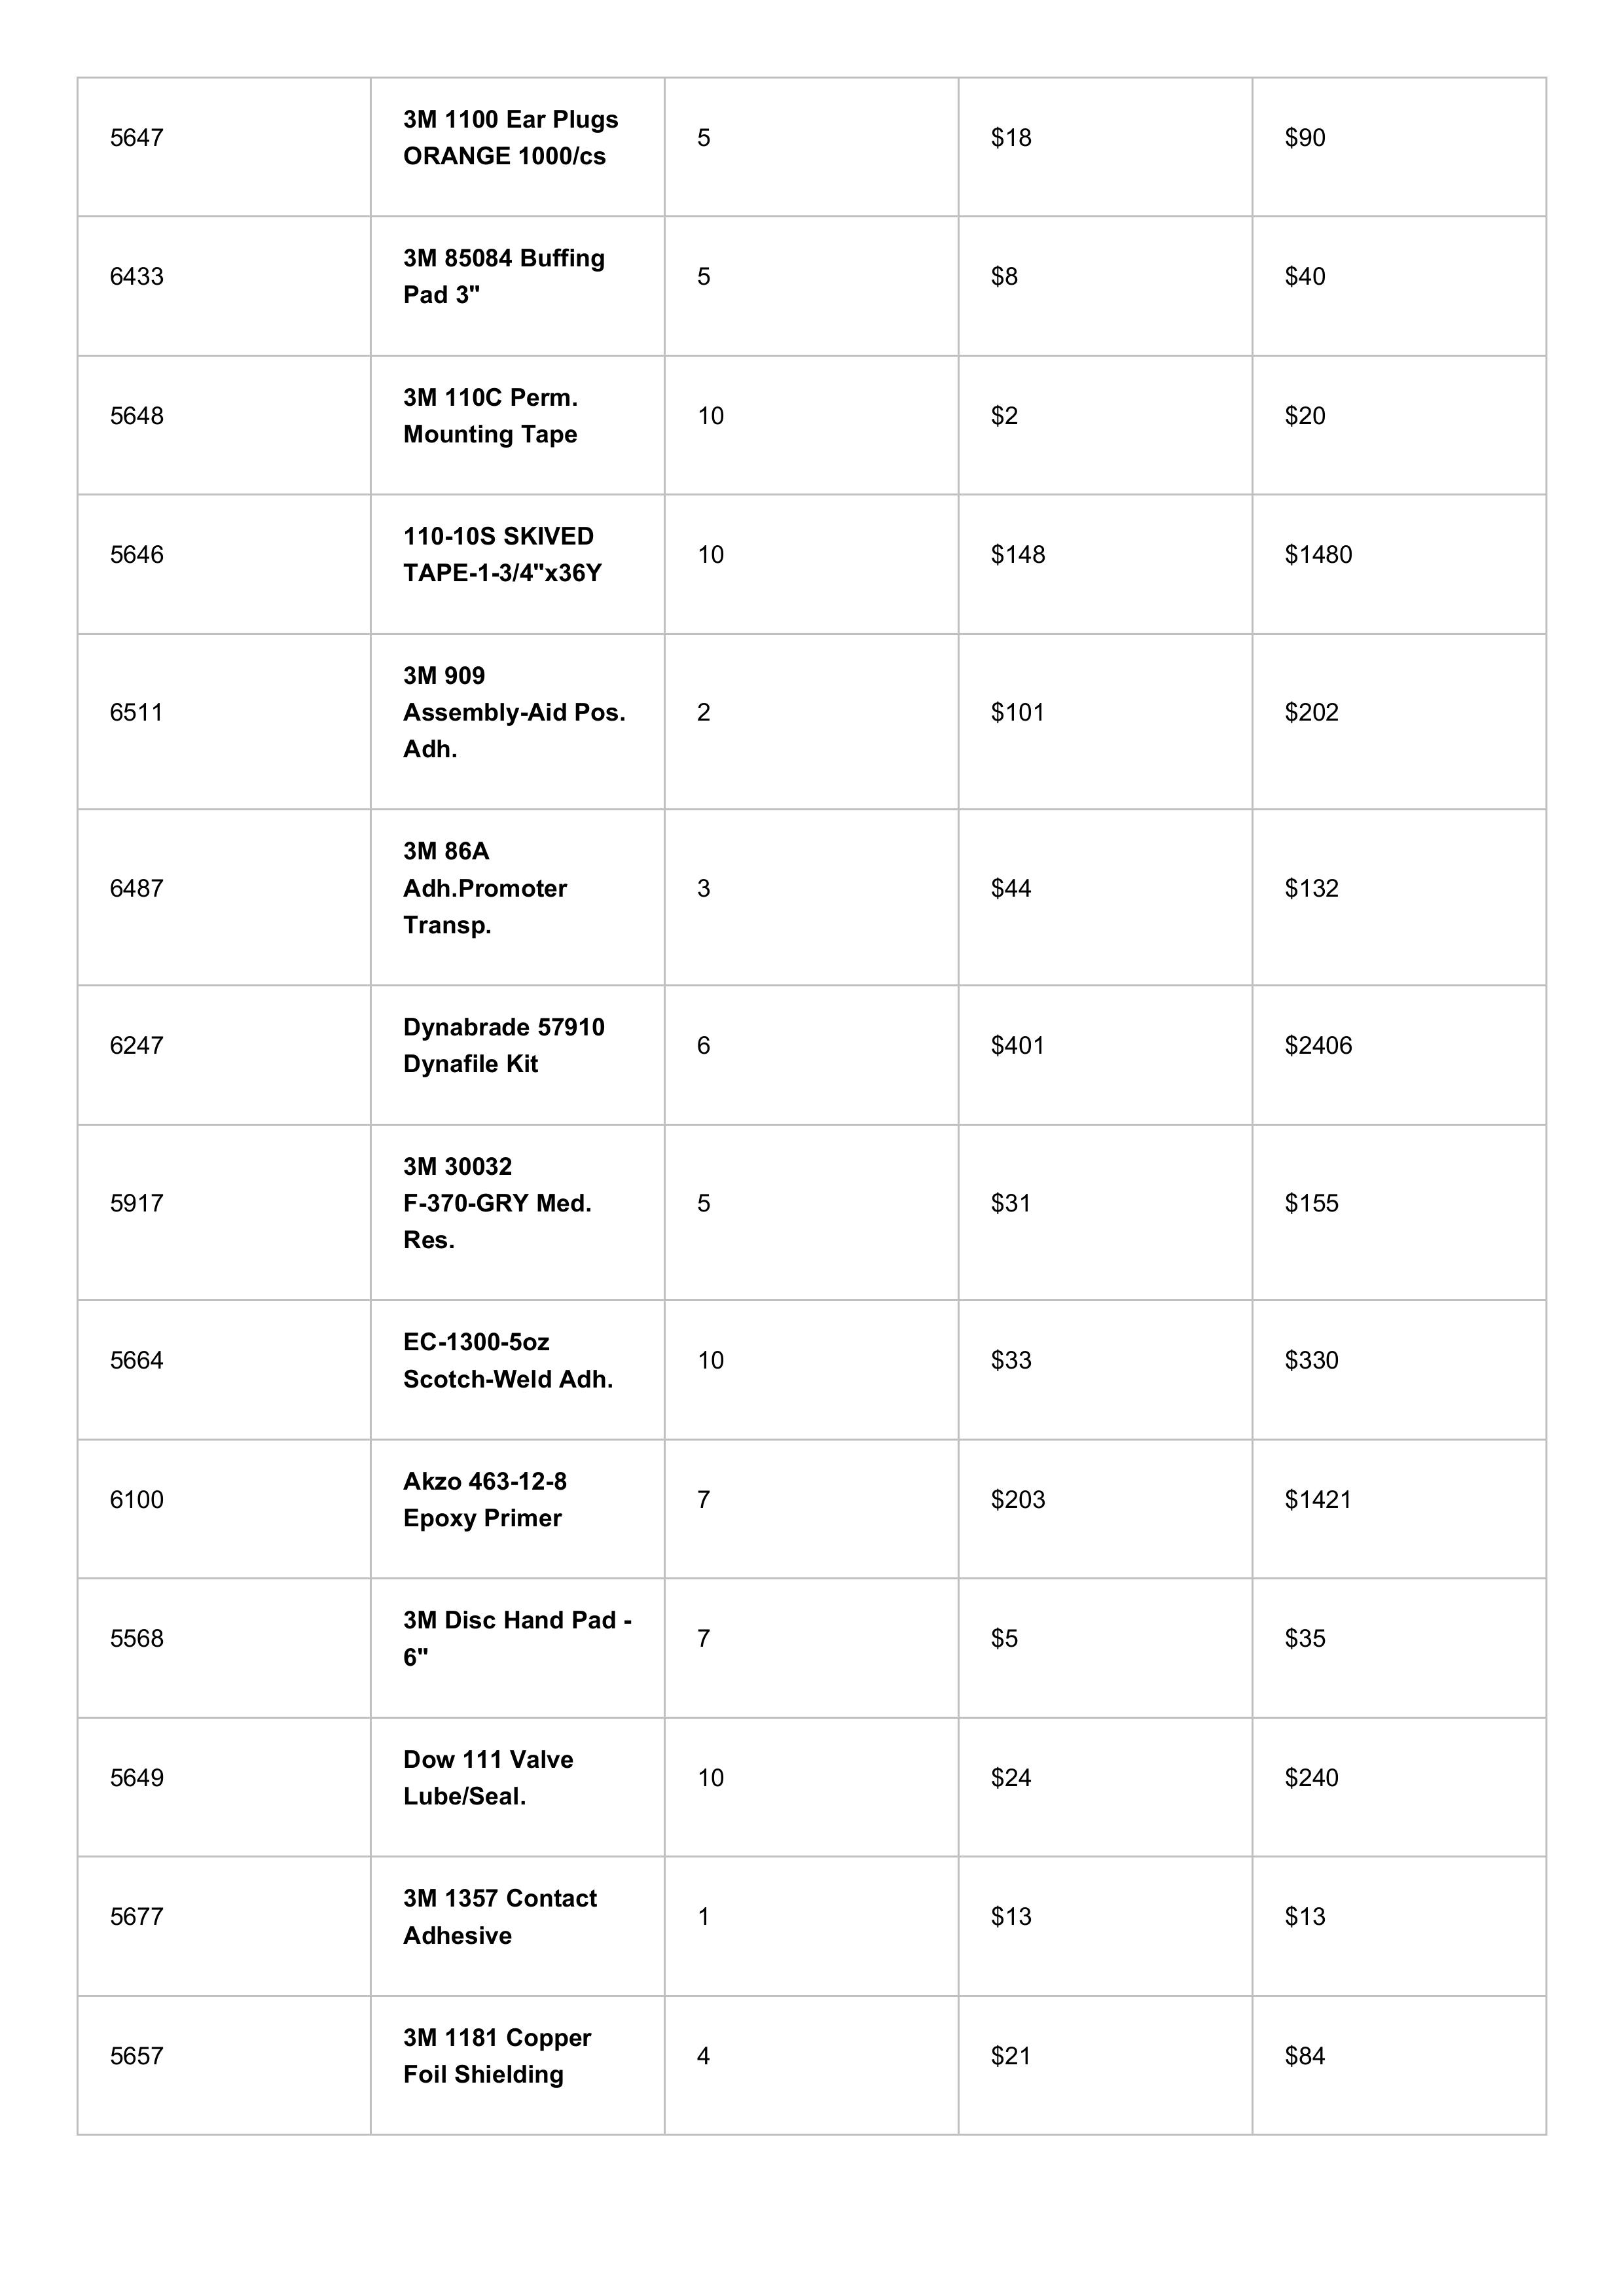 5647
3M 1100 Ear Plugs
ORANGE 1000/cs
5
$18
$90
6433
3M 85084 Buffing
Pad 3"
5
$8
$40
5648
3M 110C Perm.
Mounting Tape
10
$2
$20
5646
110-10S SKIVED
TAPE-1-3/4"x36Y
10
$148
$1480
6511
3M 909
Assembly-Aid Pos.
Adh.
2
$101
$202
6487
3M 86A
Adh.Promoter
Transp.
3
$44
$132
6247
Dynabrade 57910
Dynafile Kit
6
$401
$2406
5917
3M 30032
F-370-GRY Med.
Res.
5
$31
$155
5664
EC-1300-5oz
Scotch-Weld Adh.
10
$33
$330
6100
Akzo 463-12-8
Epoxy Primer
7
$203
$1421
5568
3M Disc Hand Pad -
6"
7
$5
$35
5649
Dow 111 Valve
Lube/Seal.
10
$24
$240
5677
3M 1357 Contact
Adhesive
1
$13
$13
5657
3M 1181 Copper
Foil Shielding
4
$21
$84